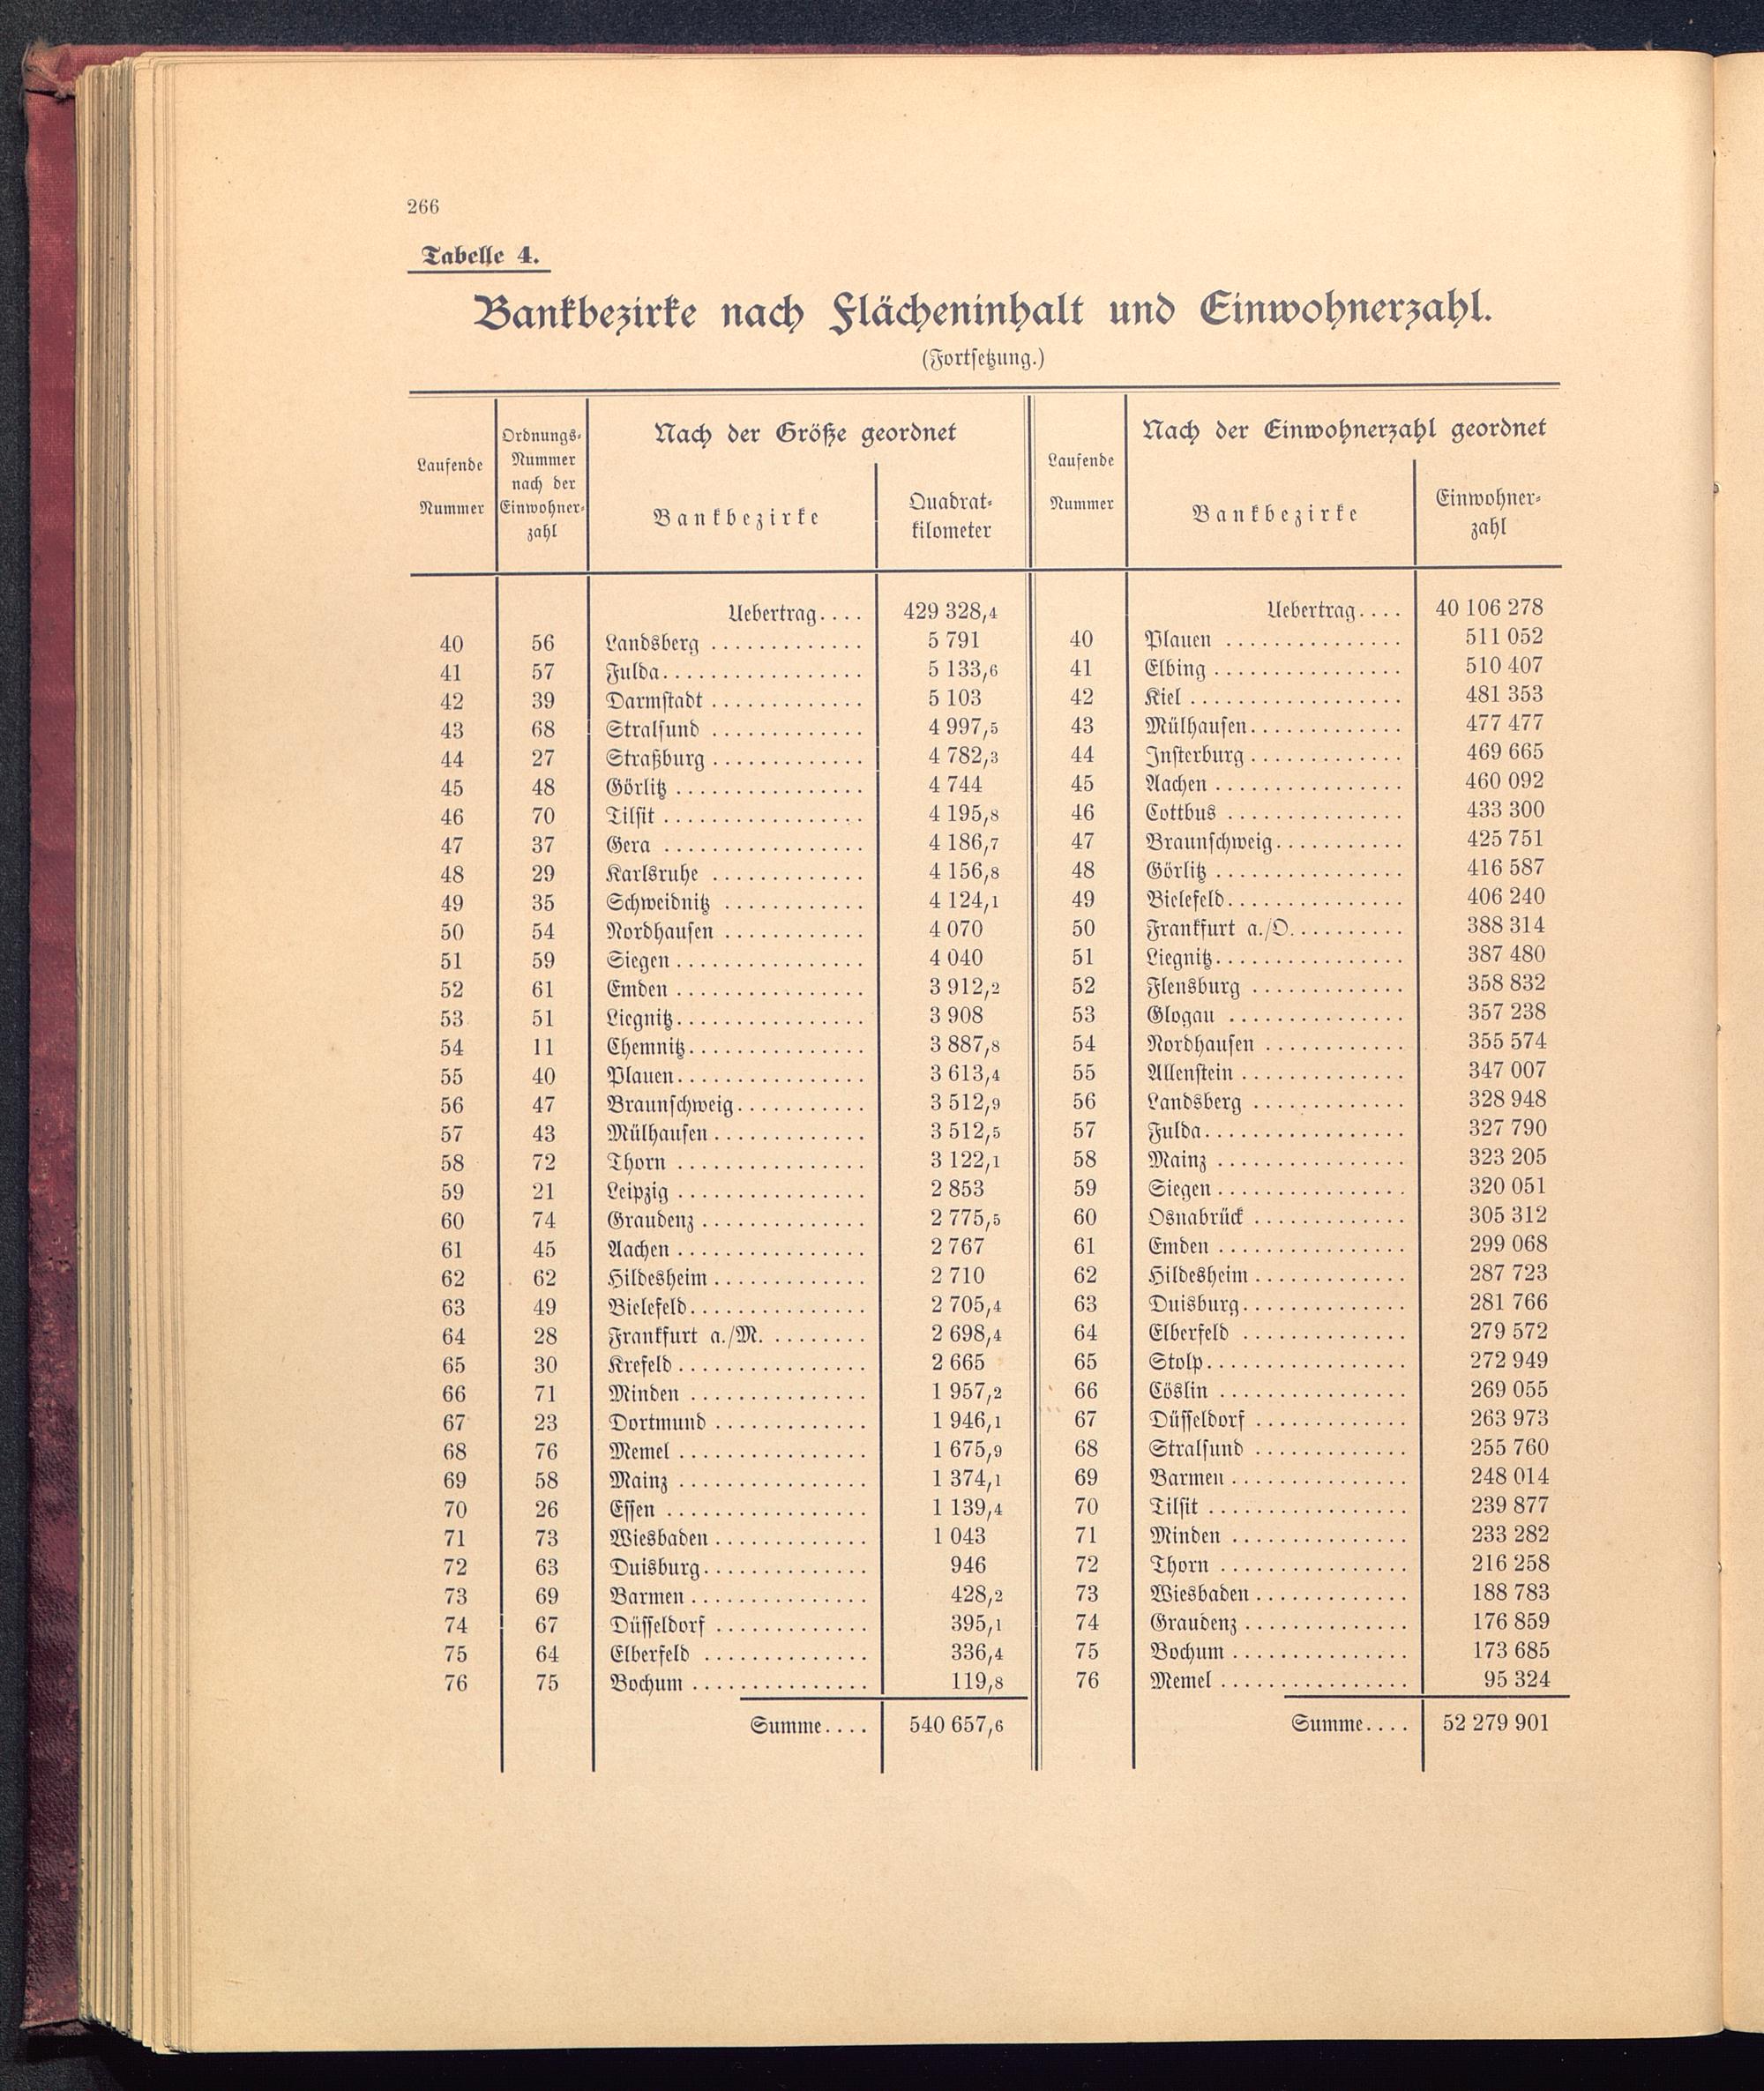 266
Tabelle 4.
Bankbezirke nach Flächeninhalt und Einwohnerzahl.
(Fortsetzung.)
Laufende Nummer | Ordnungs-Nummer nach der Einwohner-zahl | Nach der Größe geordnet | Laufende Nummer | Nach der Einwohnerzahl geordnet
Bankbezirke | Quadrat-kilometer | Bankbezirke | Einwohner-zahl
Uebertrag.... 429 328,4 Uebertrag.... 40 106 278
40 56 Landsberg 5 791 40 Plauen 511 052
41 57 Fulda 5 133,6 41 Elbing 510 407
42 39 Darmstadt 5 103 42 Kiel 481 353
43 68 Stralsund 4 997,5 43 Mülhausen 477 477
44 27 Straßburg 4 782,3 44 Insterburg 469 665
45 48 Görlitz 4 744 45 Aachen 460 092
46 70 Tilsit 4 195,8 46 Cottbus 433 300
47 37 Gera 4 186,7 47 Braunschweig 425 751
48 29 Karlsruhe 4 156,8 48 Görlitz 416 587
49 35 Schweidnitz 4 124,1 49 Bielefeld 406 240
50 54 Nordhausen 4 070 50 Frankfurt a./O. 388 314
51 59 Siegen 4 040 51 Liegnitz 387 480
52 61 Emden 3 912,2 52 Flensburg 358 832
53 51 Liegnitz 3 908 53 Glogau 357 238
54 11 Chemnitz 3 887,8 54 Nordhausen 355 574
55 40 Plauen 3 613,4 55 Allenstein 347 007
56 47 Braunschweig 3 512,9 56 Landsberg 328 948
57 43 Mülhausen 3 512,5 57 Fulda 327 790
58 72 Thorn 3 122,1 58 Mainz 323 205
59 21 Leipzig 2 853 59 Siegen 320 051
60 74 Graudenz 2 775,5 60 Osnabrück 305 312
61 45 Aachen 2 767 61 Emden 299 068
62 62 Hildesheim 2 710 62 Hildesheim 287 723
63 49 Bielefeld 2 705,4 63 Duisburg 281 766
64 28 Frankfurt a./M. 2 698,4 64 Elberfeld 279 572
65 30 Krefeld 2 665 65 Stolp 272 949
66 71 Minden 1 957,2 66 Cöslin 269 055
67 23 Dortmund 1 946,1 67 Düsseldorf 263 973
68 76 Memel 1 675,9 68 Stralsund 255 760
69 58 Mainz 1 374,1 69 Barmen 248 014
70 26 Essen 1 139,4 70 Tilsit 239 877
71 73 Wiesbaden 1 043 71 Minden 233 282
72 63 Duisburg 946 72 Thorn 216 258
73 69 Barmen 428,2 73 Wiesbaden 188 783
74 67 Düsseldorf 395,1 74 Graudenz 176 859
75 64 Elberfeld 336,4 75 Bochum 173 685
76 75 Bochum 119,8 76 Memel 95 324
Summe.... 540 657,6 Summe.... 52 279 901